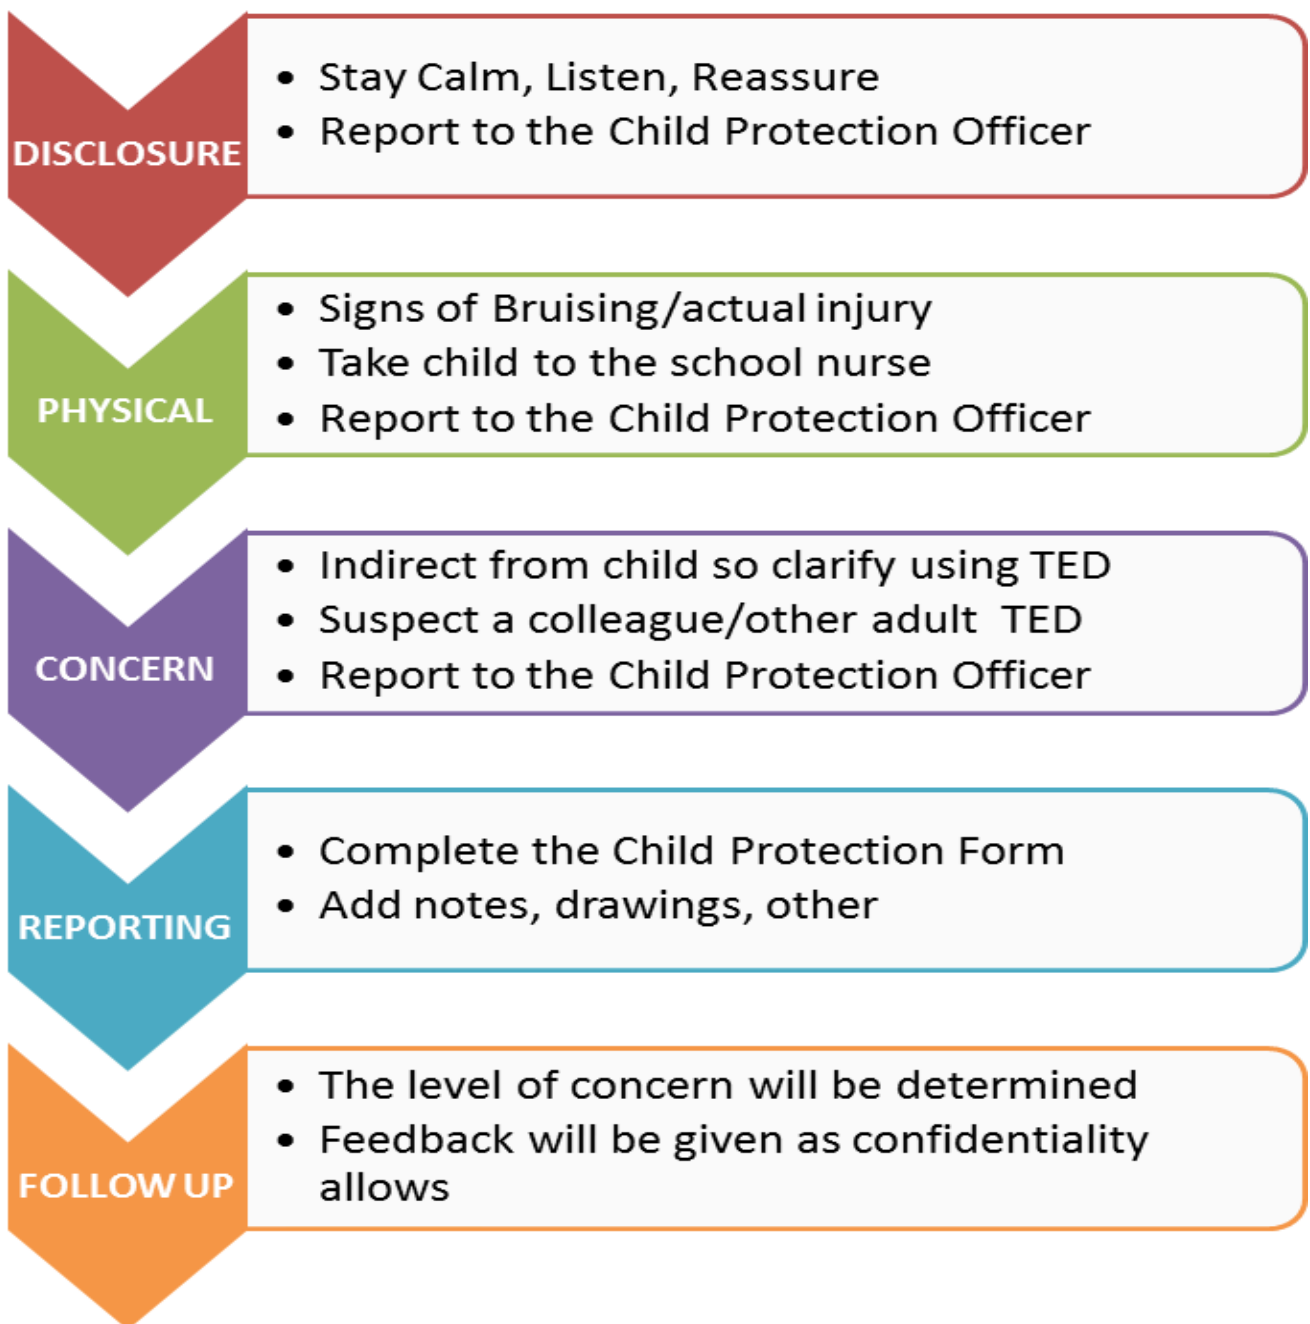 DISCLOSURE
• Stay Calm, Listen, Reassure
• Report to the Child Protection Officer
PHYSICAL
• Signs of Bruising/actual injury
• Take child to the school nurse
• Report to the Child Protection Officer
CONCERN
• Indirect from child so clarify using TED
• Suspect a colleague/other adult  TED
• Report to the Child Protection Officer
REPORTING
• Complete the Child Protection Form
• Add notes, drawings, other
FOLLOW UP
• The level of concern will be determined
• Feedback will be given as confidentiality
allows